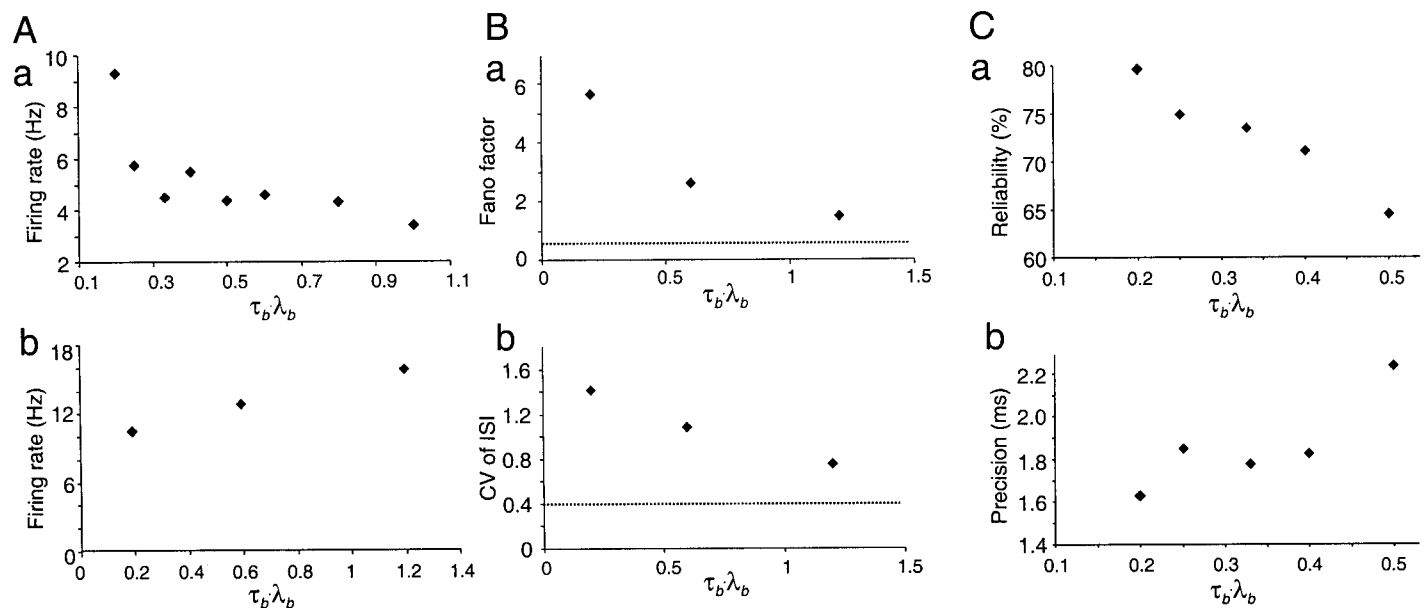 A
a
Firing rate (Hz)
10
8
6
4
2
0.1 0.3 0.5 0.7 0.9 1.1
τb·λb
b
Firing rate (Hz)
18
12
6
0
0 0.2 0.4 0.6 0.8 1 1.2 1.4
τb·λb
B
a
Fano factor
6
4
2
0
0 0.5 1 1.5
τb·λb
b
CV of ISI
1.6
1.2
0.8
0.4
0
0 0.5 1 1.5
τb·λb
C
a
Reliability (%)
80
75
70
65
60
0.1 0.2 0.3 0.4 0.5
τb·λb
b
Precision (ms)
2.2
2.0
1.8
1.6
1.4
0.1 0.2 0.3 0.4 0.5
τb·λb